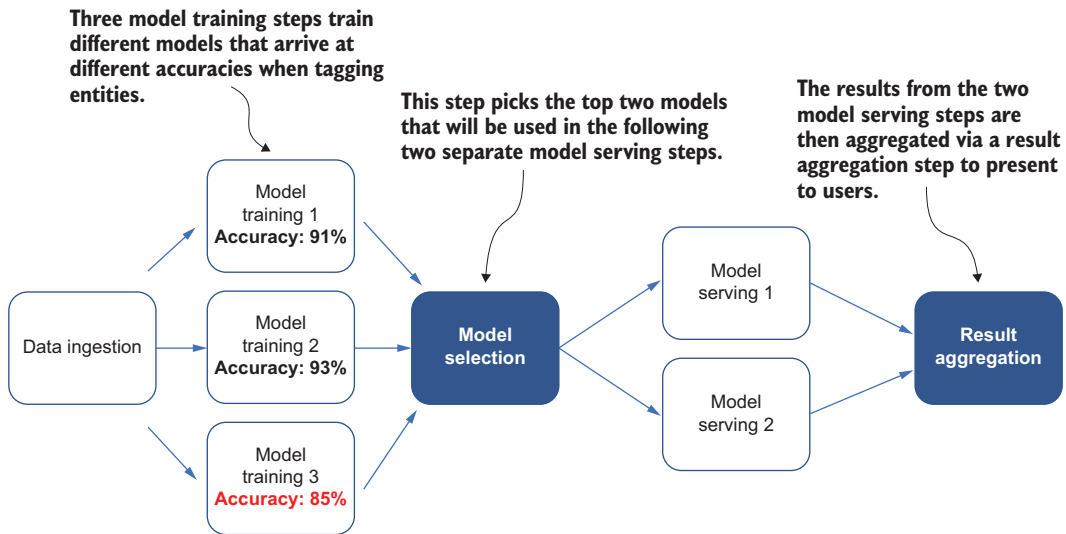 Three model training steps train
different models that arrive at
different accuracies when tagging
entities.
This step picks the top two models
that will be used in the following
two separate model serving steps.
The results from the two
model serving steps are
then aggregated via a result
aggregation step to present
to users.
Data ingestion
Model
training 1
Accuracy: 91%
Model
training 2
Accuracy: 93%
Model
training 3
Accuracy: 85%
Model
selection
Model
serving 1
Model
serving 2
Result
aggregation